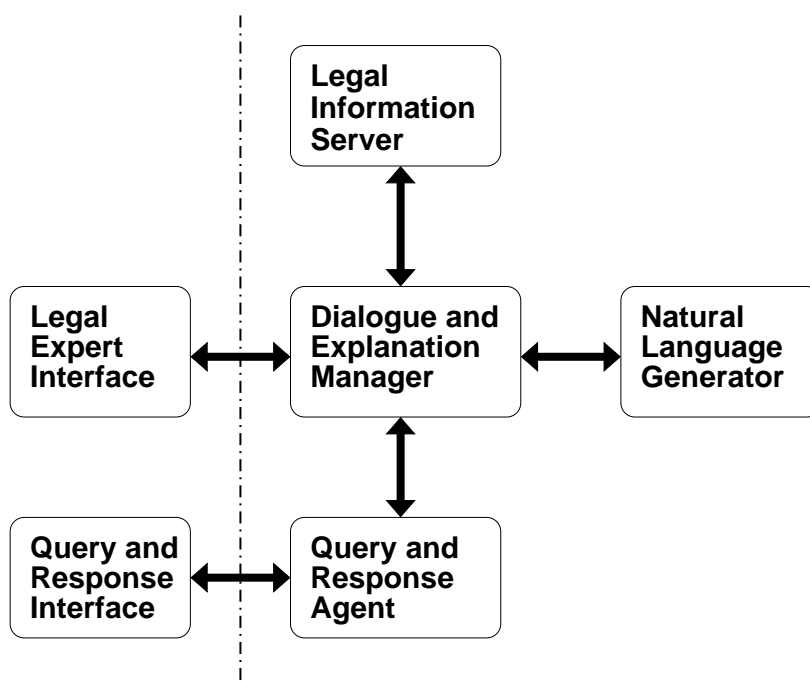 Legal
Information
Server
Legal
Expert
Interface
Dialogue and
Explanation
Manager
Natural
Language
Generator
Query and
Response
Interface
Query and
Response
Agent